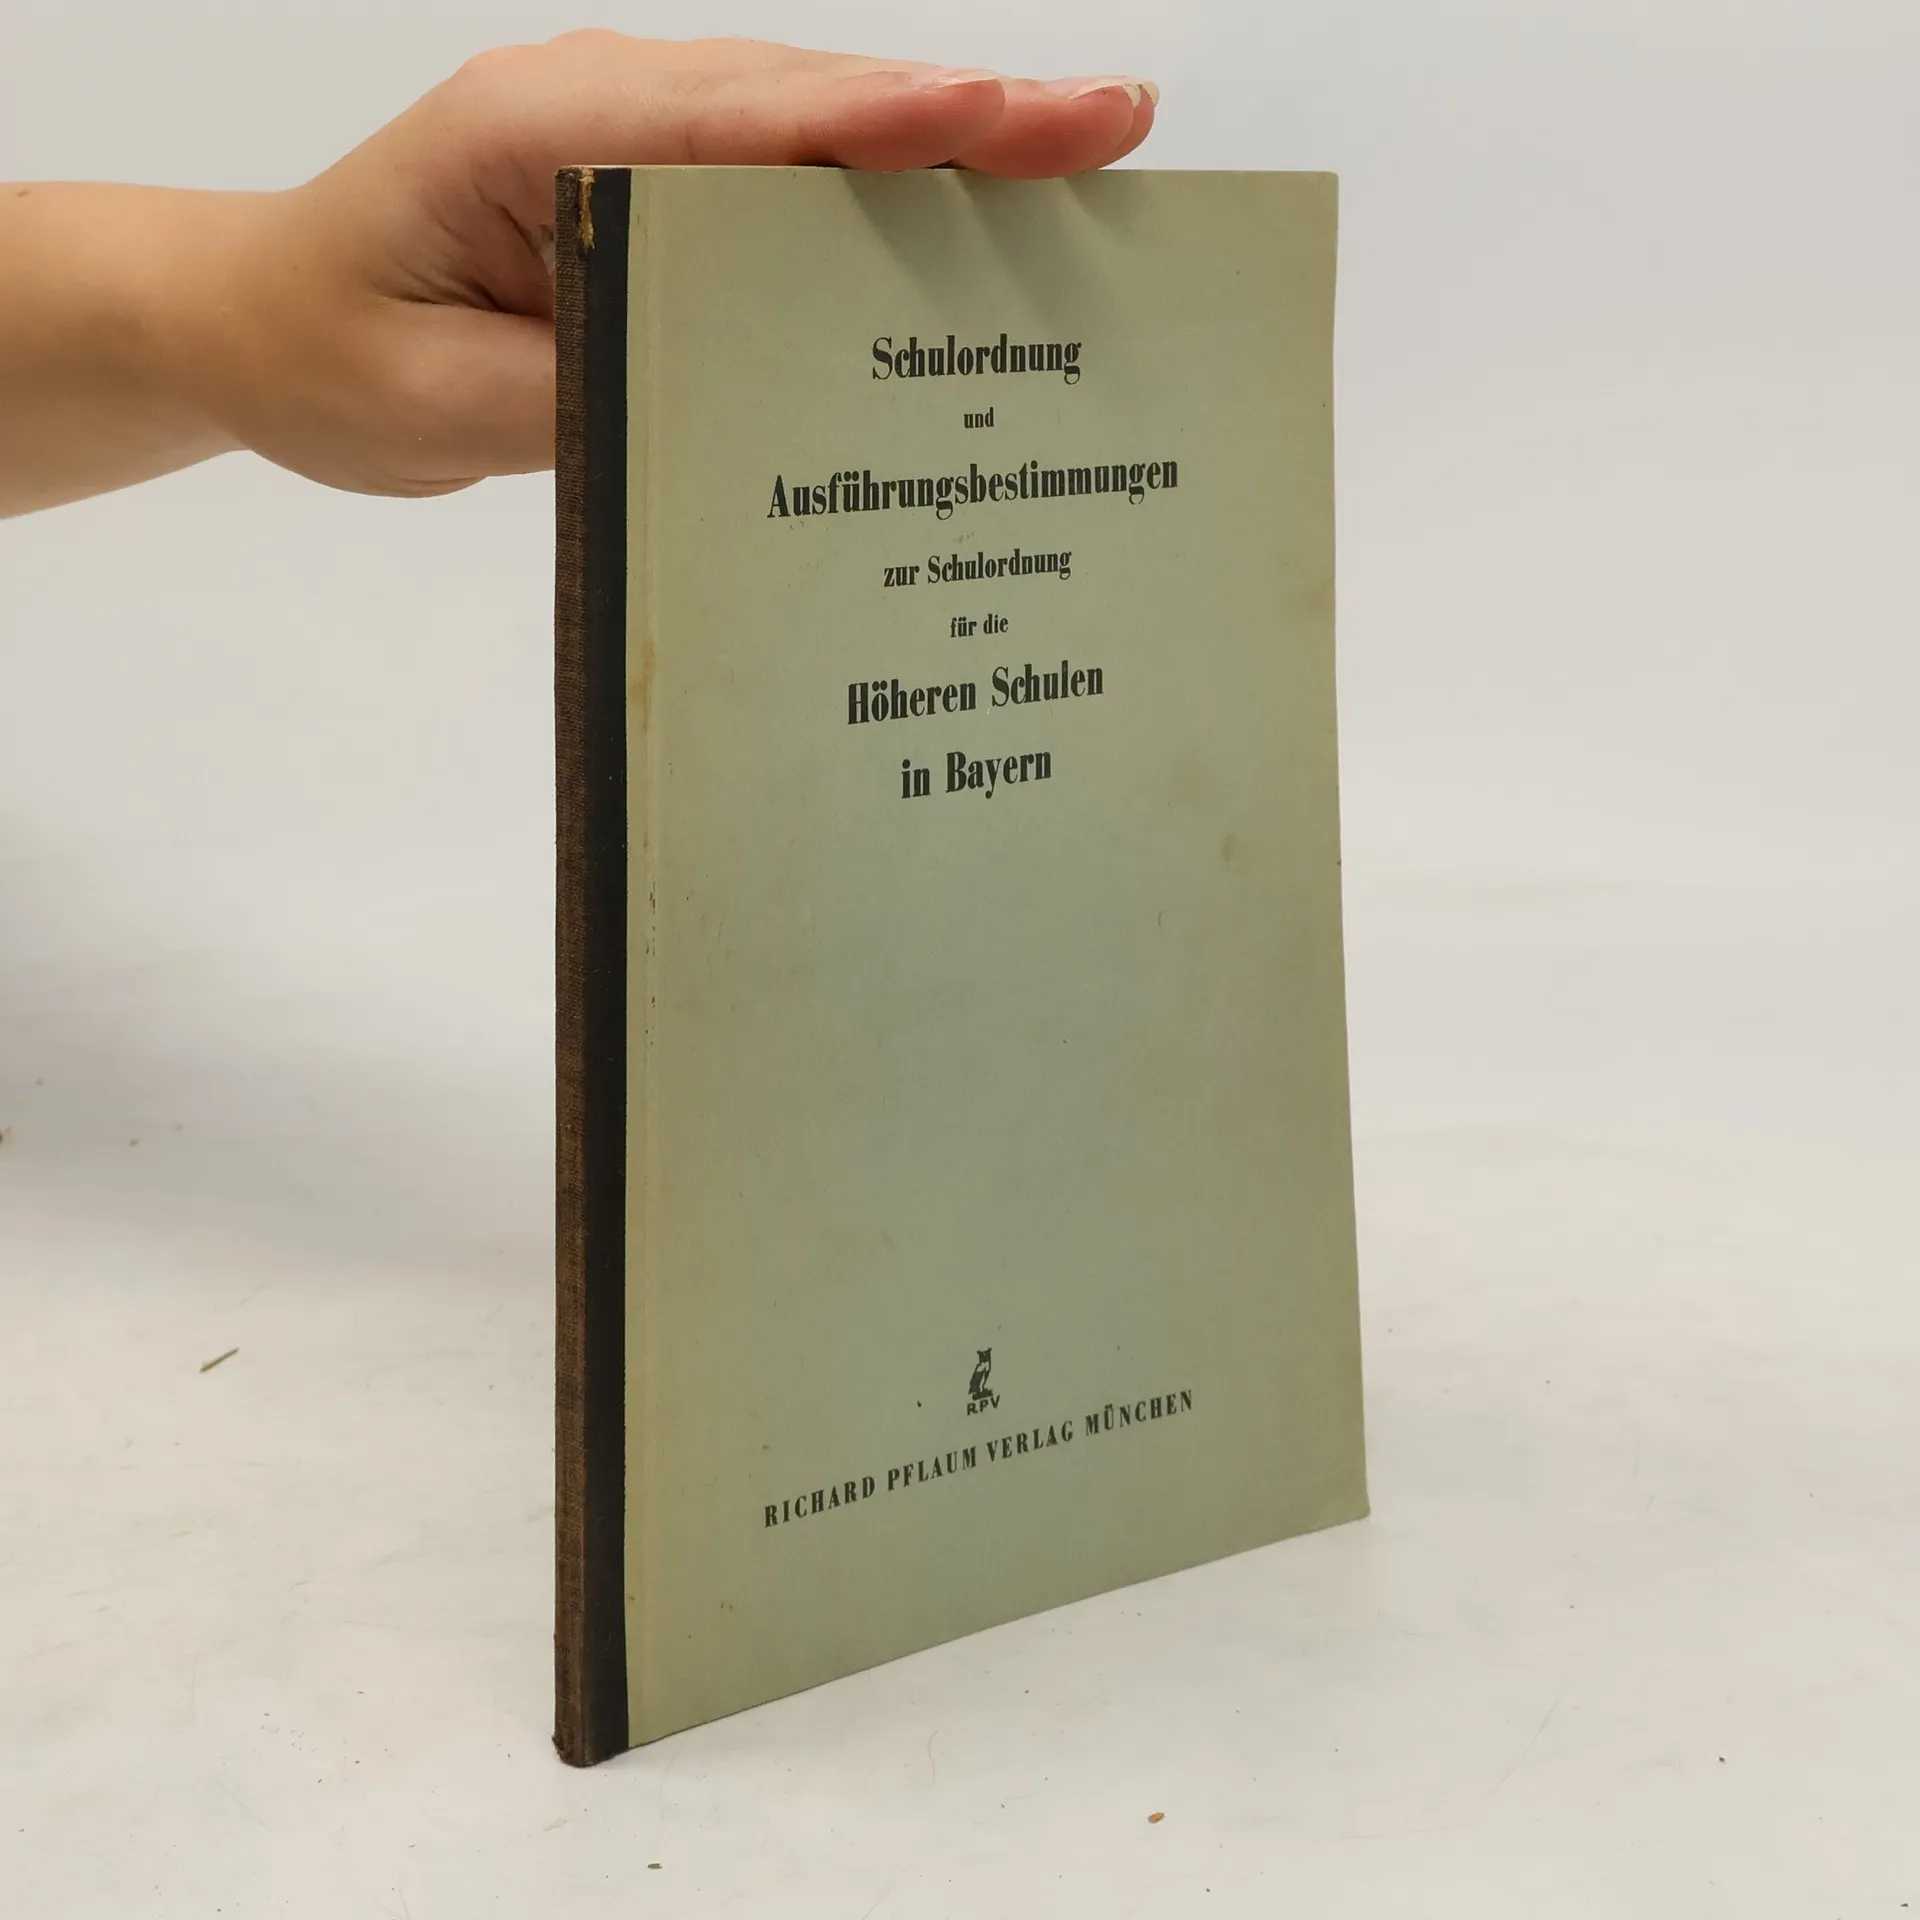 Schulordnung
und
Ausführungsbestimmungen
zur Schulordnung
für die
Höheren Schulen
in Bayern
RPV
RICHARD PFLAUM VERLAG MÜNCHEN